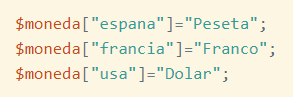 $moneda["espana"]="Peseta";
$moneda["francia"]="Franco";
$moneda["usa"]="Dolar";